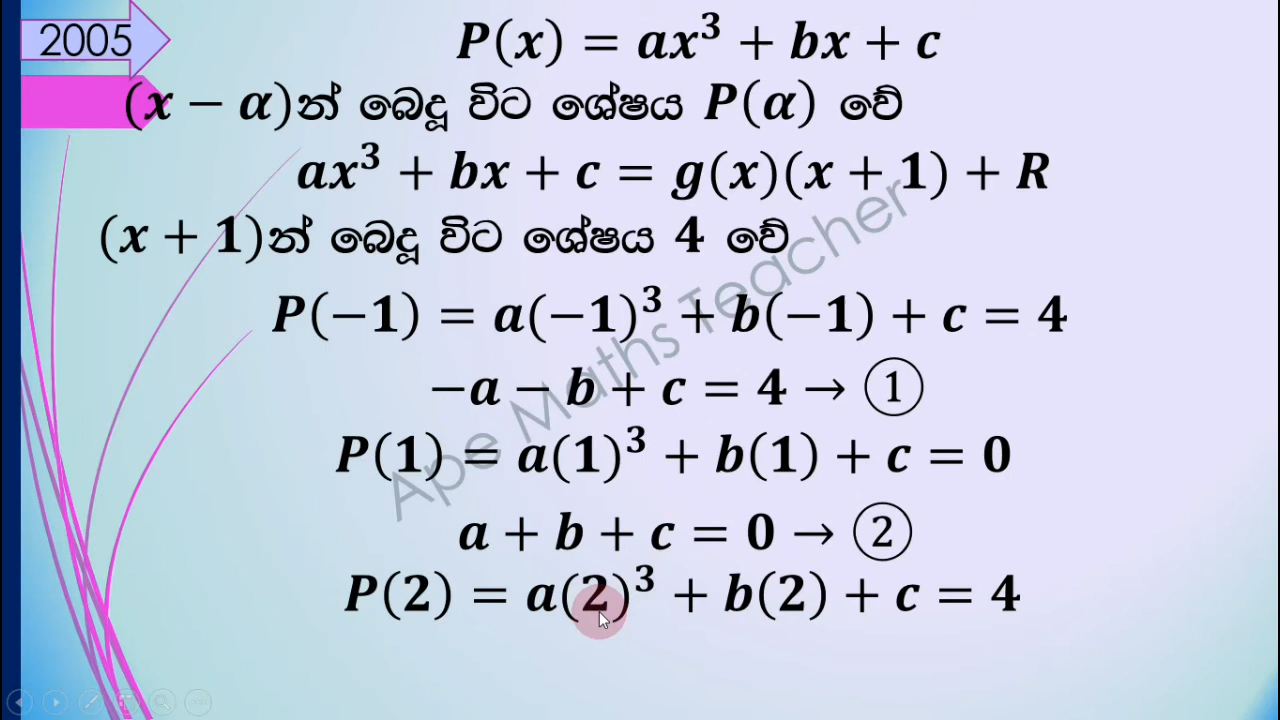 2005
P(x) = ax³ + bx + c
(x − α)න් බෙදූ විට ශේෂය P(α) වේ
ax³ + bx + c = g(x)(x + 1) + R
(x + 1)න් බෙදූ විට ශේෂය 4 වේ
P(−1) = a(−1)³ + b(−1) + c = 4
−a − b + c = 4 → ①
P(1) = a(1)³ + b(1) + c = 0
a + b + c = 0 → ②
P(2) = a(2)³ + b(2) + c = 4
Ape Maths Teacher